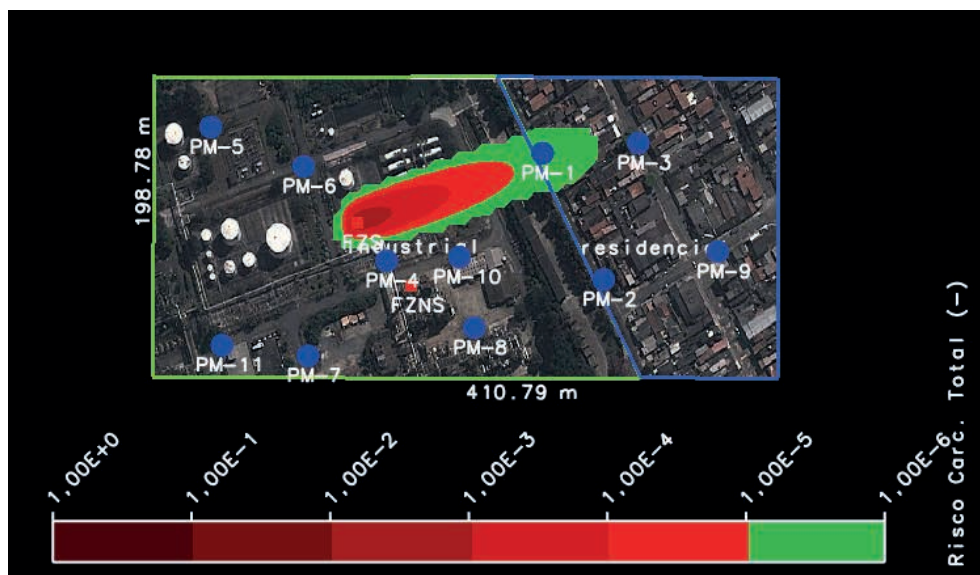 PM-5
PM-6
PM-1
PM-3
198.78 m
FZS
industrial
residencia
PM-4
PM-10
PM-9
FZNS
PM-2
PM-8
PM-11
PM-7
410.79 m
1,00E+0
1,00E-1
1,00E-2
1,00E-3
1,00E-4
1,00E-5
1,00E-6
Risco Carc. Total (-)